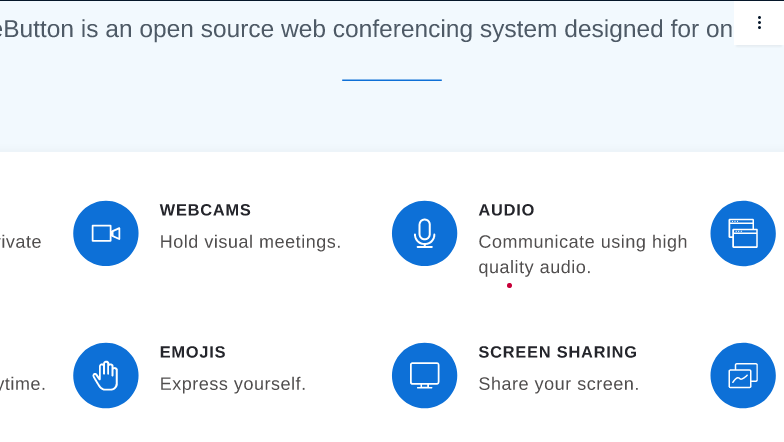 eButton is an open source web conferencing system designed for on
WEBCAMS
Hold visual meetings.
AUDIO
Communicate using high
quality audio.
ivate
EMOJIS
Express yourself.
SCREEN SHARING
Share your screen.
ytime.